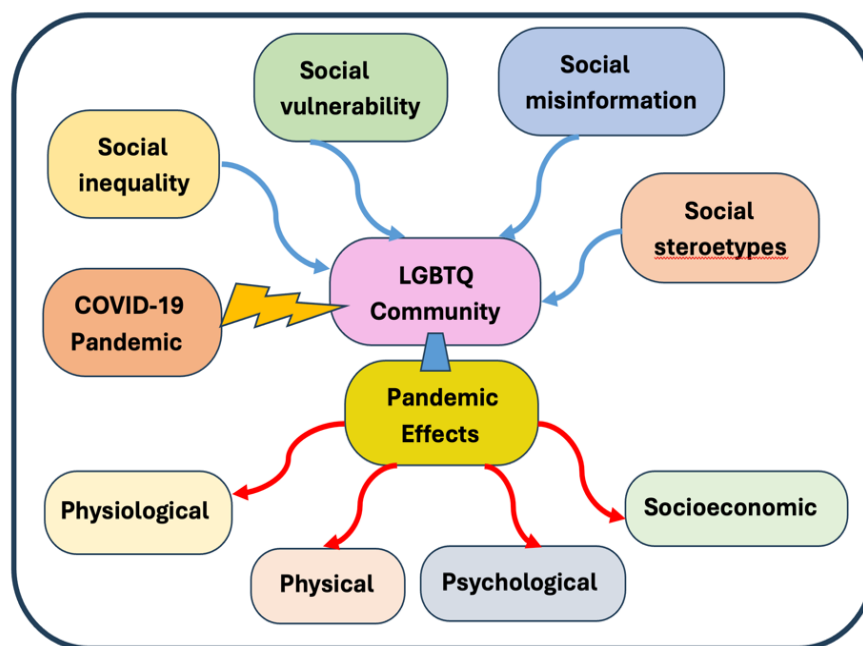 Social
vulnerability
Social
misinformation
Social
inequality
Social
steroetypes
LGBTQ
Community
COVID-19
Pandemic
Pandemic
Effects
Physiological
Socioeconomic
Physical
Psychological